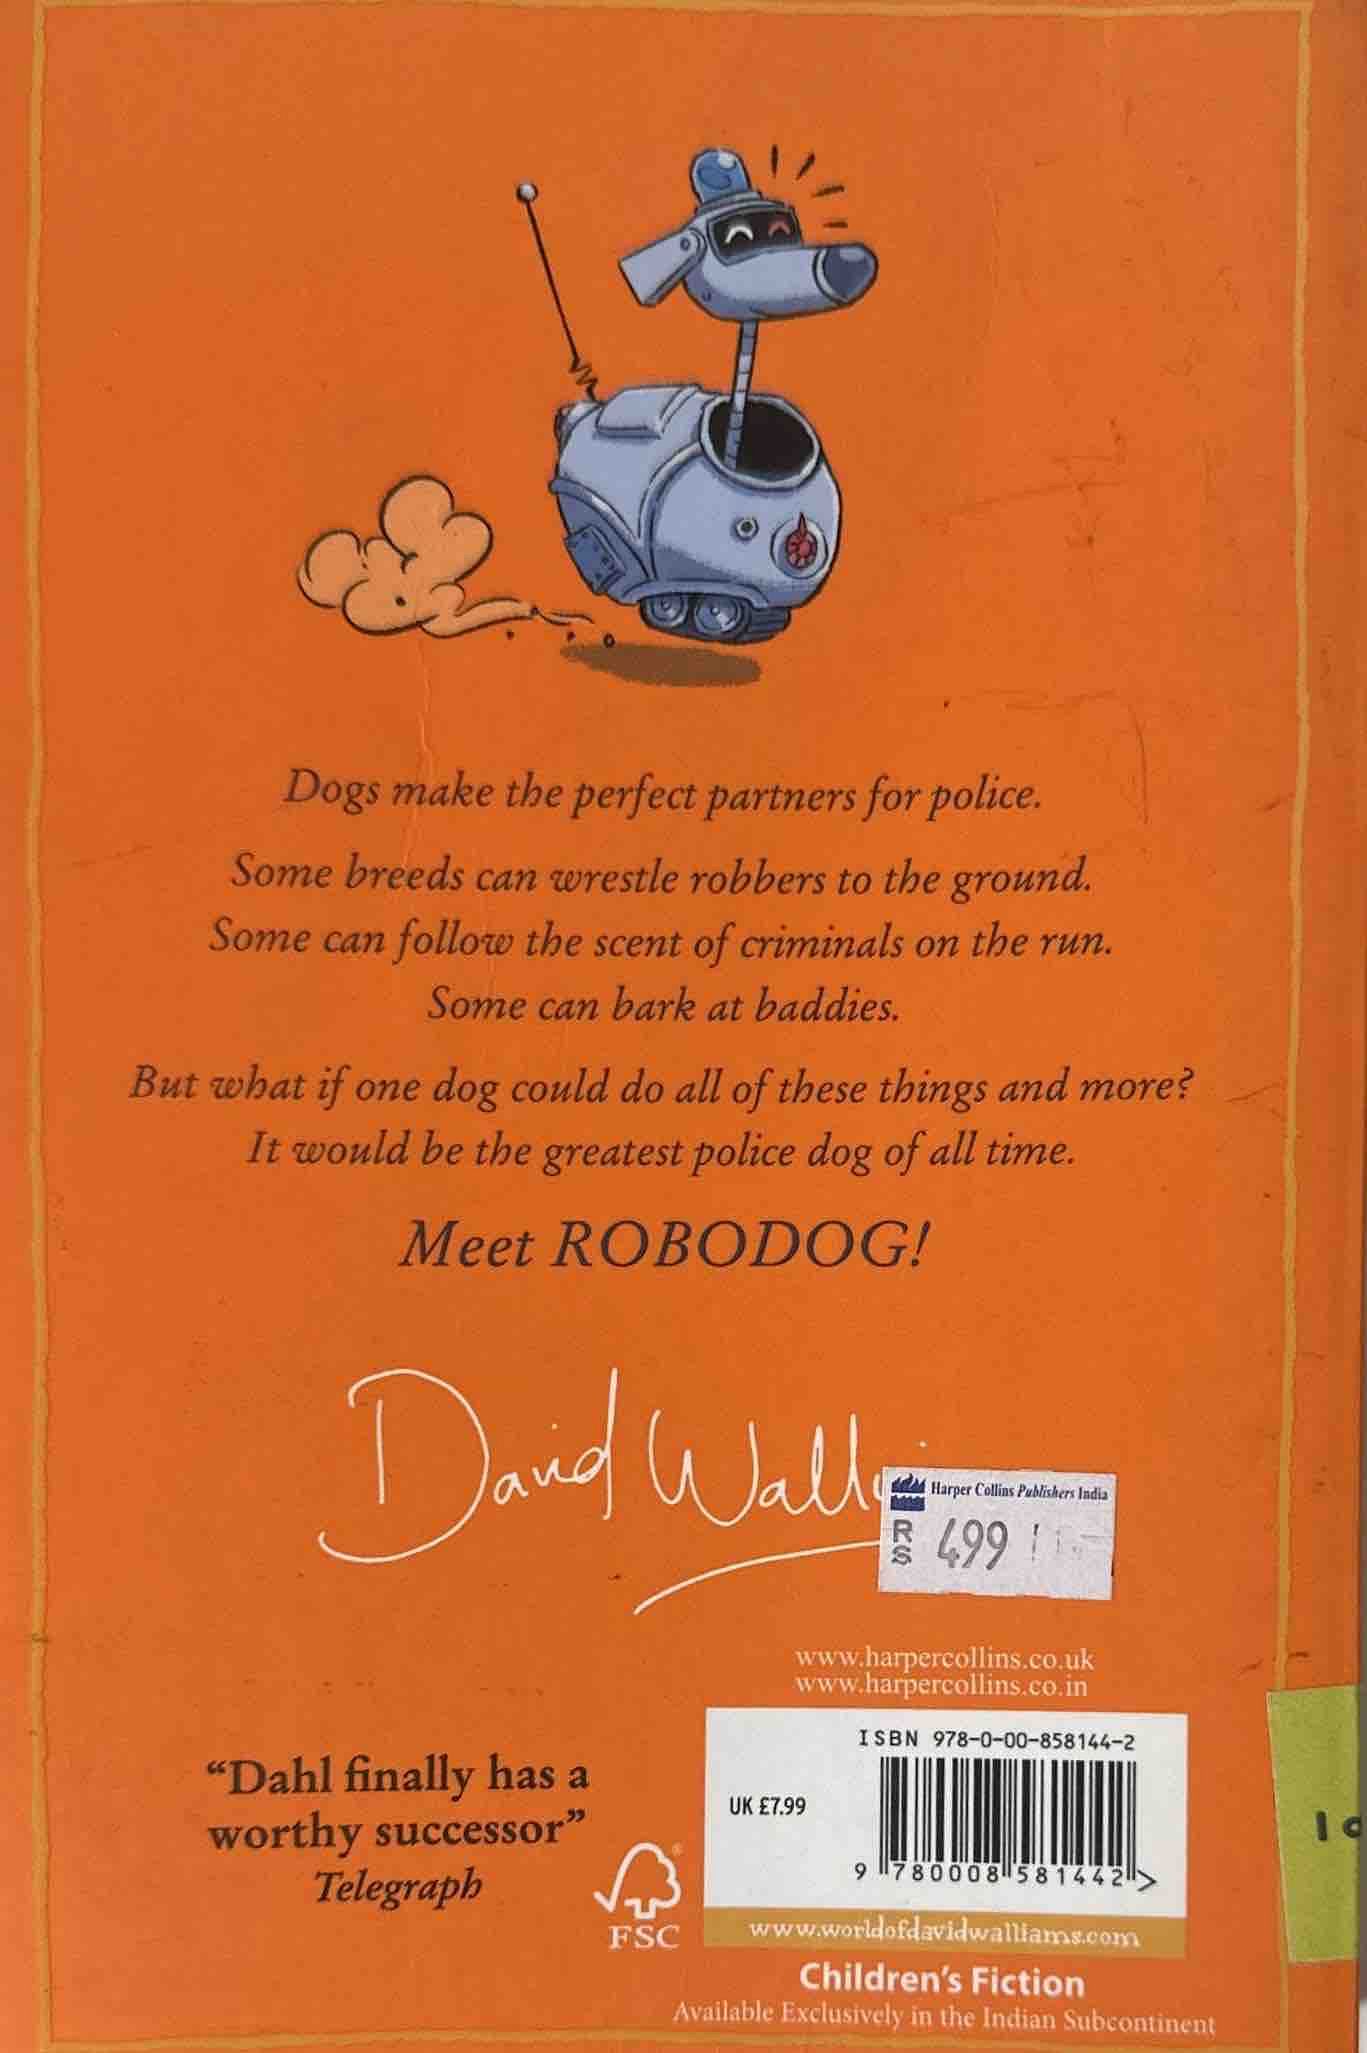 Dogs make the perfect partners for police.
Some breeds can wrestle robbers to the ground.
Some can follow the scent of criminals on the run.
Some can bark at baddies.
But what if one dog could do all of these things and more?
It would be the greatest police dog of all time.
Meet ROBODOG!
David Walli
Harper Collins Publishers India
RS 499
www.harpercollins.co.uk
www.harpercollins.co.in
ISBN 978-0-00-858144-2
UK £7.99
9 780008 581442 >
"Dahl finally has a
worthy successor"
Telegraph
FSC
®
www.worldofdavidwalliams.com
Children's Fiction
Available Exclusively in the Indian Subcontinent